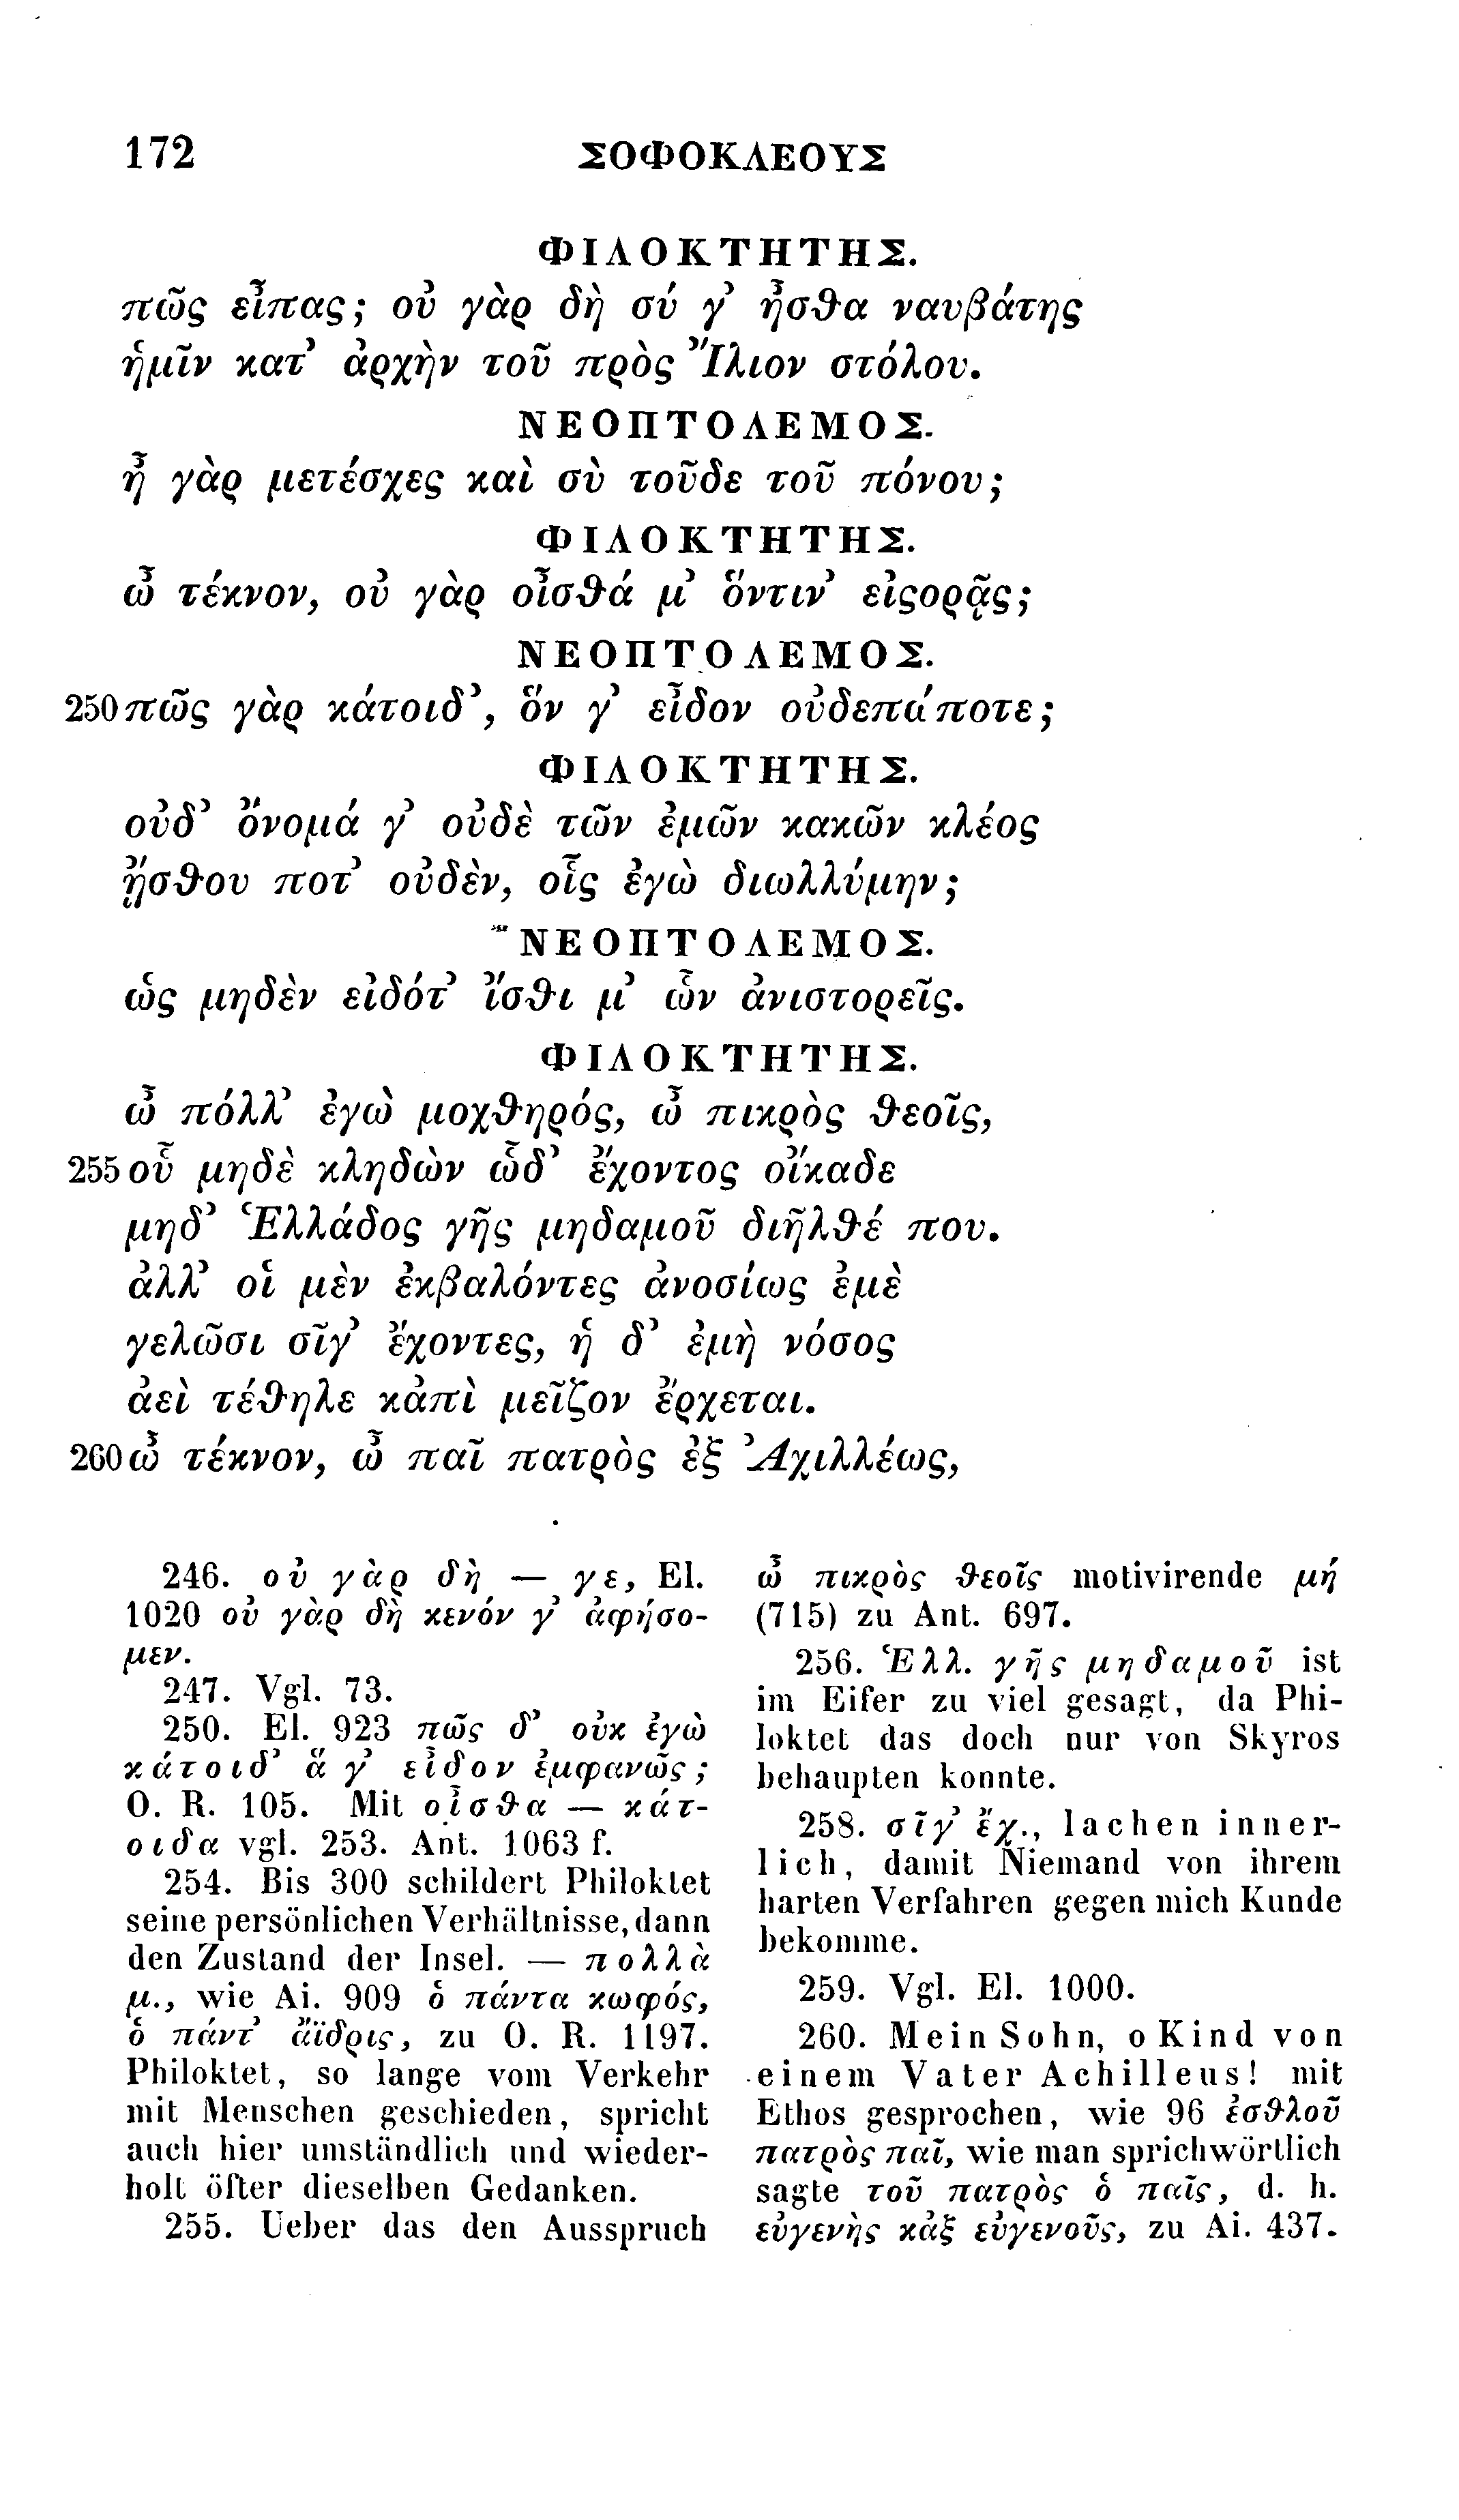 172 ΣΟΦΟΚΛΕΟΥΣ
ΦΙΛΟΚΤΗΤΗΣ.
πῶς εἶπας; οὐ γὰρ δὴ σύ γ’ ἦσθα ναυβάτης
ἡμῖν κατ’ ἀρχὴν τοῦ πρὸς Ἴλιον στόλου.
ΝΕΟΠΤΟΛΕΜΟΣ.
ἦ γὰρ μετέσχες καὶ σὺ τοῦδε τοῦ πόνου;
ΦΙΛΟΚΤΗΤΗΣ.
ὦ τέκνον, οὐ γὰρ οἶσθά μ’ ὅντιν’ εἰςορᾷς;
ΝΕΟΠΤΟΛΕΜΟΣ.
250 πῶς γὰρ κάτοιδ’, ὅν γ’ εἶδον οὐδεπώποτε;
ΦΙΛΟΚΤΗΤΗΣ.
οὐδ’ ὄνομά γ’ οὐδὲ τῶν ἐμῶν κακῶν κλέος
ᾔσθου ποτ’ οὐδὲν, οἷς ἐγὼ διωλλύμην;
ΝΕΟΠΤΟΛΕΜΟΣ.
ὡς μηδὲν εἰδότ’ ἴσθι μ’ ὧν ἀνιστορεῖς.
ΦΙΛΟΚΤΗΤΗΣ.
ὦ πόλλ’ ἐγὼ μοχθηρός, ὦ πικρὸς θεοῖς,
255 οὗ μηδὲ κληδὼν ὧδ’ ἔχοντος οἴκαδε
μηδ’ Ἑλλάδος γῆς μηδαμοῦ διῆλθέ που.
ἀλλ’ οἱ μὲν ἐκβαλόντες ἀνοσίως ἐμὲ
γελῶσι σῖγ’ ἔχοντες, ἡ δ’ ἐμὴ νόσος
ἀεὶ τέθηλε κἀπὶ μεῖζον ἔρχεται.
260 ὦ τέκνον, ὦ παῖ πατρὸς ἐξ Ἀχιλλέως,
246. οὐ γὰρ δὴ — γε, El.
1020 οὐ γὰρ δὴ κενόν γ’ ἀφήσο-
μεν.
247. Vgl. 73.
250. El. 923 πῶς δ’ οὐκ ἐγὼ
κάτοιδ’ ἅ γ’ εἶδον ἐμφανῶς;
O. R. 105. Mit οἶσθα — κάτ-
οιδα vgl. 253. Ant. 1063 f.
254. Bis 300 schildert Philoktet
seine persönlichen Verhältnisse, dann
den Zustand der Insel. — πολλὰ
μ., wie Ai. 909 ὁ πάντα κωφός,
ὁ πάντ’ ἄϊδρις, zu O. R. 1197.
Philoktet, so lange vom Verkehr
mit Menschen geschieden, spricht
auch hier umständlich und wieder-
holt öfter dieselben Gedanken.
255. Ueber das den Ausspruch
ὦ πικρὸς θεοῖς motivirende μή
(715) zu Ant. 697.
256. Ἑλλ. γῆς μηδαμοῦ ist
im Eifer zu viel gesagt, da Phi-
loktet das doch nur von Skyros
behaupten konnte.
258. σῖγ’ ἔχ., lachen inner-
lich, damit Niemand von ihrem
harten Verfahren gegen mich Kunde
bekomme.
259. Vgl. El. 1000.
260. Mein Sohn, o Kind von
einem Vater Achilleus! mit
Ethos gesprochen, wie 96 ἐσθλοῦ
πατρὸς παῖ, wie man sprichwörtlich
sagte τοῦ πατρὸς ὁ παῖς, d. h.
εὐγενὴς κἀξ εὐγενοῦς, zu Ai. 437.